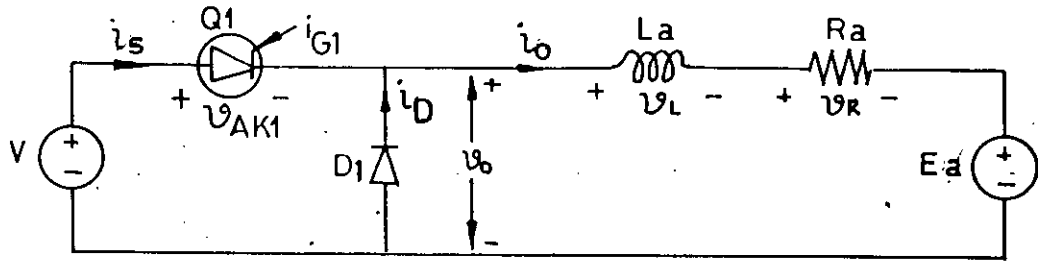 Q1
is
iG1
+ vAK1 -
io
La
+ vL -
Ra
+ vR -
V
+
-
D1
iD
+
vo
-
Ea
+
-